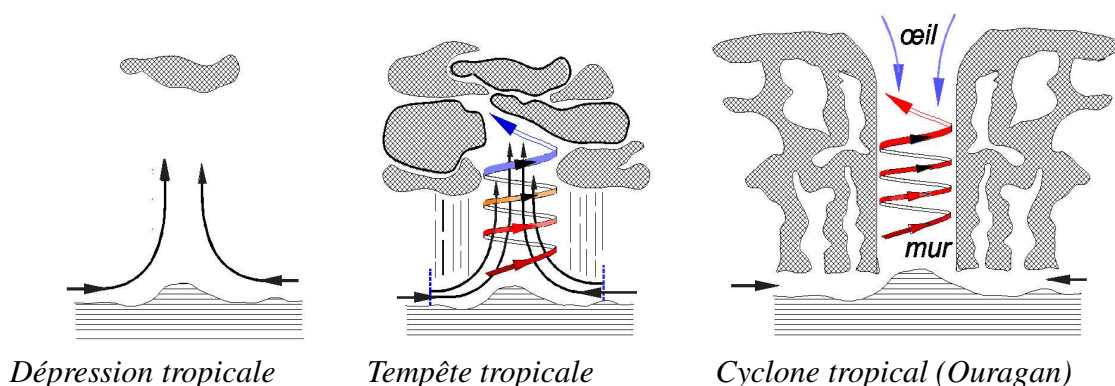 œil
mur
Dépression tropicale
Tempête tropicale
Cyclone tropical (Ouragan)